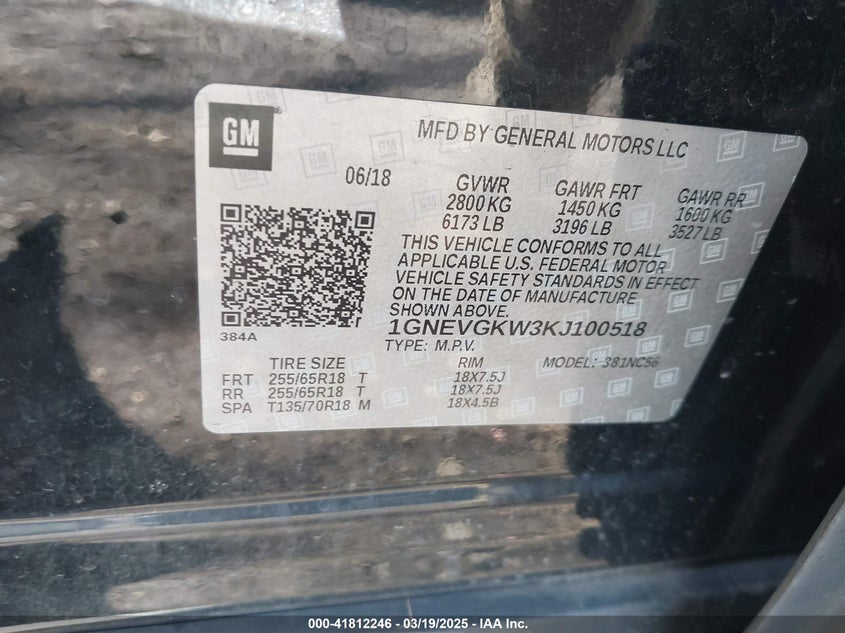 GM
MFD BY GENERAL MOTORS LLC
06/18
GVWR GAWR FRT GAWR RR
2800 KG 1450 KG 1600 KG
6173 LB 3196 LB 3527 LB
THIS VEHICLE CONFORMS TO ALL
APPLICABLE U.S. FEDERAL MOTOR
VEHICLE SAFETY STANDARDS IN EFFECT
ON THE DATE OF MANUFACTURE
SHOWN ABOVE.
384A
1GNEVGKW3KJ100518
TYPE: M.P.V. MODEL: 381NC56
TIRE SIZE RIM
FRT 255/65R18 T 18X7.5J
RR 255/65R18 T 18X7.5J
SPA T135/70R18 M 18X4.5B
000-41812246 - 03/19/2025 - IAA Inc.